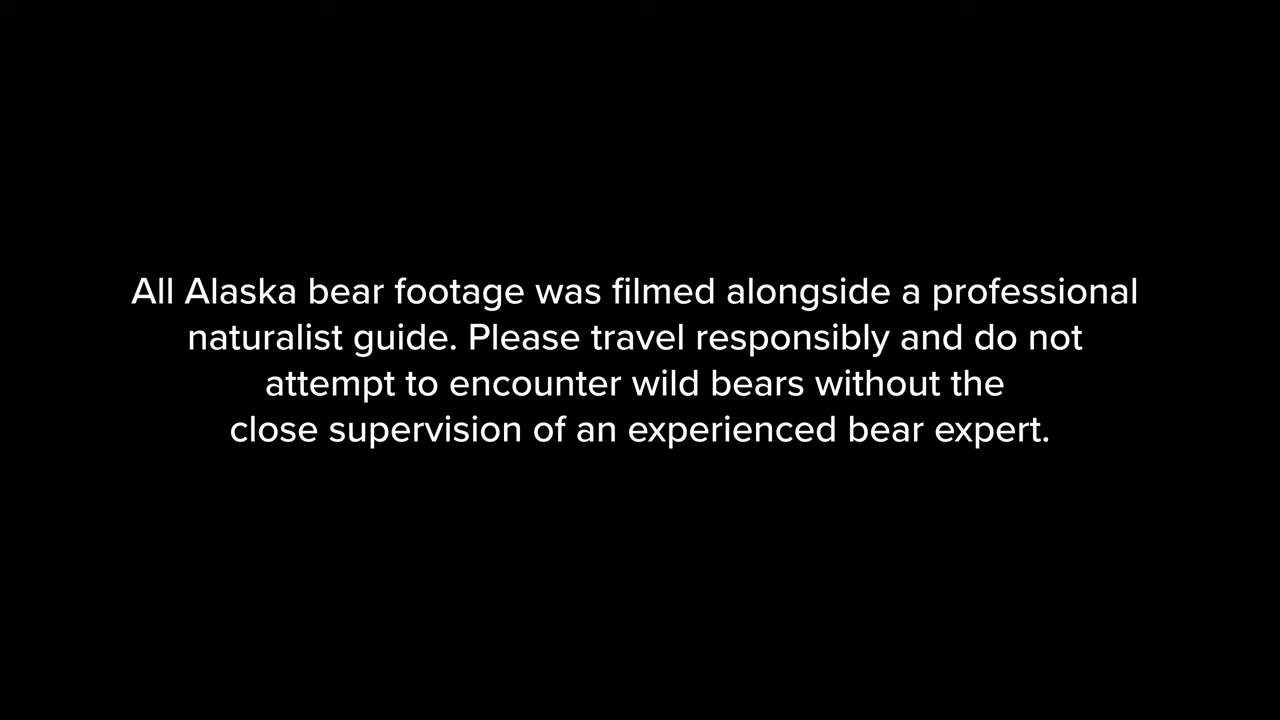 All Alaska bear footage was filmed alongside a professional
naturalist guide. Please travel responsibly and do not
attempt to encounter wild bears without the
close supervision of an experienced bear expert.